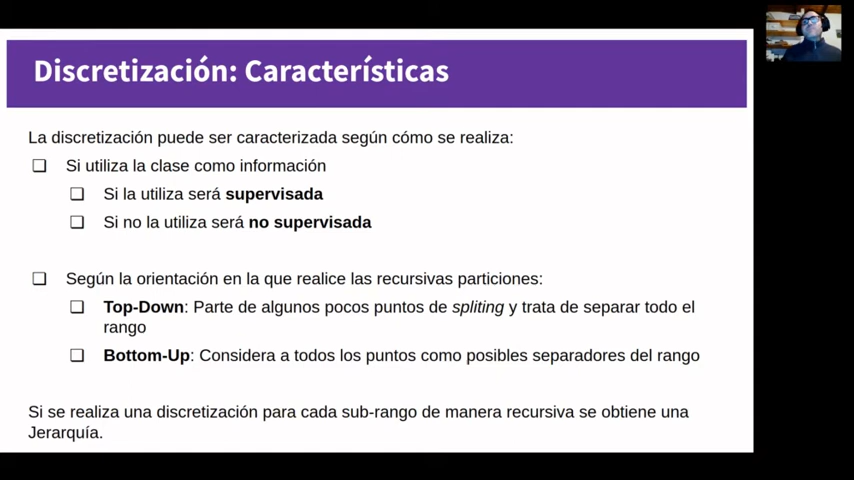 Discretización: Características
La discretización puede ser caracterizada según cómo se realiza:
❏ Si utiliza la clase como información
❏ Si la utiliza será supervisada
❏ Si no la utiliza será no supervisada
❏ Según la orientación en la que realice las recursivas particiones:
❏ Top-Down: Parte de algunos pocos puntos de spliting y trata de separar todo el
rango
❏ Bottom-Up: Considera a todos los puntos como posibles separadores del rango
Si se realiza una discretización para cada sub-rango de manera recursiva se obtiene una
Jerarquía.